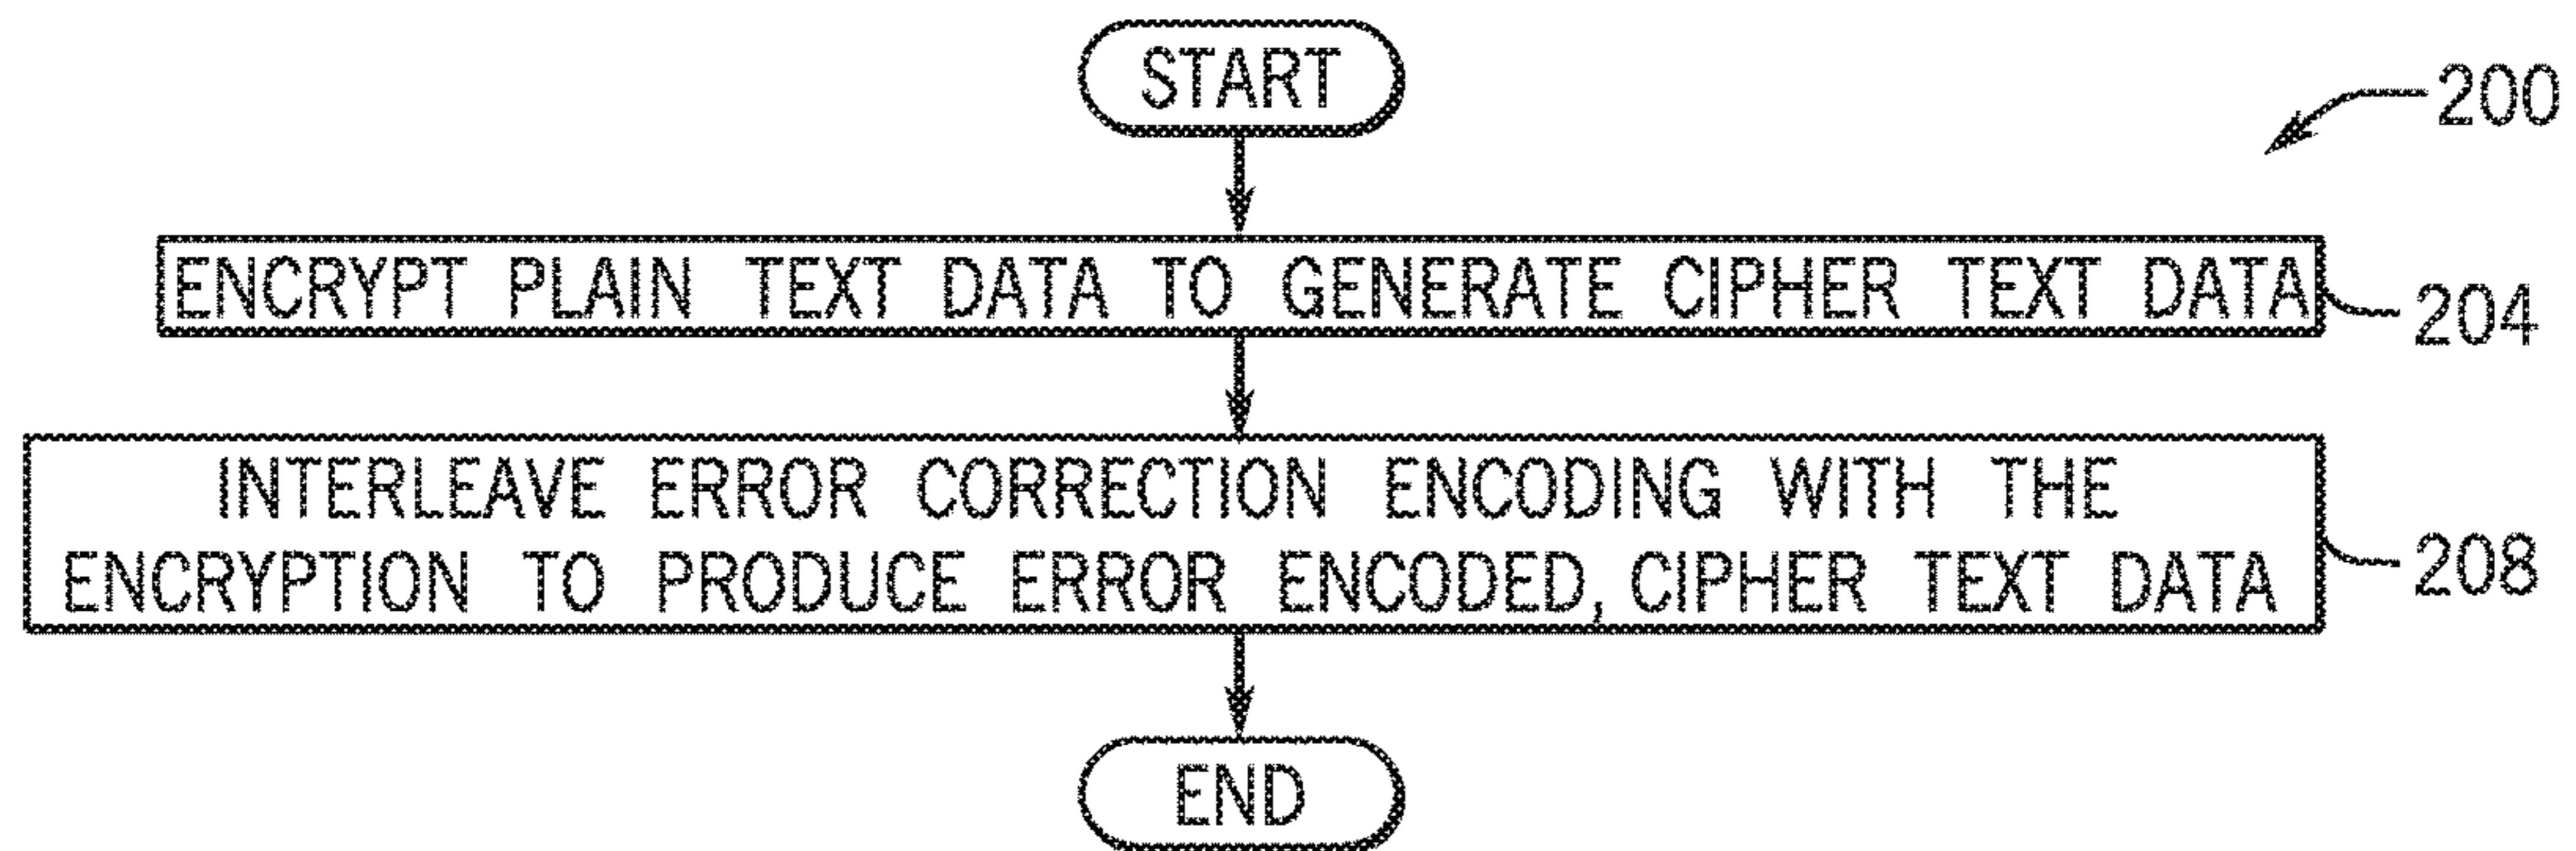 START
200
ENCRYPT PLAIN TEXT DATA TO GENERATE CIPHER TEXT DATA
204
INTERLEAVE ERROR CORRECTION ENCODING WITH THE
ENCRYPTION TO PRODUCE ERROR ENCODED, CIPHER TEXT DATA
208
END